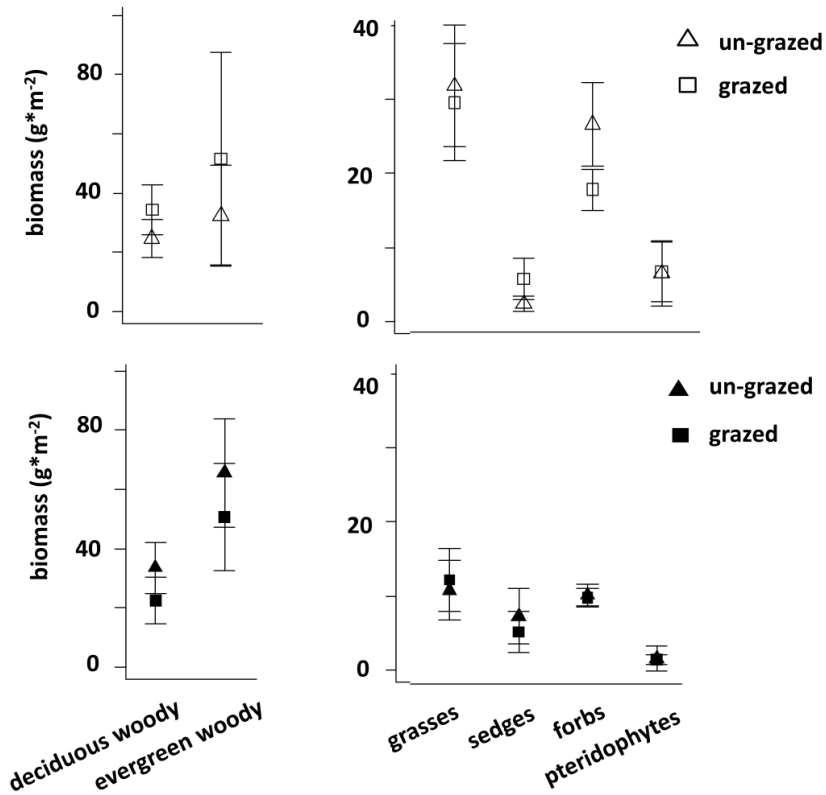 80
40
0
biomass (g*m-2)
40
20
0
un-grazed
grazed
80
40
0
biomass (g*m-2)
40
20
0
un-grazed
grazed
deciduous woody
evergreen woody
grasses
sedges
forbs
pteridophytes